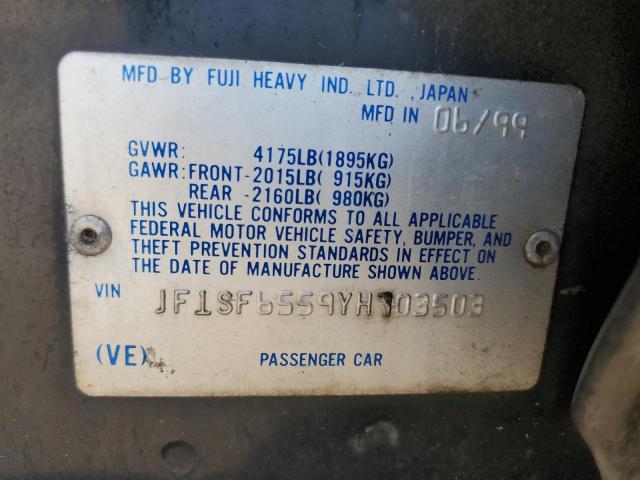 MFD BY FUJI HEAVY IND. LTD., JAPAN
MFD IN 06/99
GVWR: 4175LB(1895KG)
GAWR:FRONT-2015LB( 915KG)
REAR -2160LB( 980KG)
THIS VEHICLE CONFORMS TO ALL APPLICABLE
FEDERAL MOTOR VEHICLE SAFETY, BUMPER, AND
THEFT PREVENTION STANDARDS IN EFFECT ON
THE DATE OF MANUFACTURE SHOWN ABOVE.
VIN JF1SF6559YH703503
(VE) PASSENGER CAR